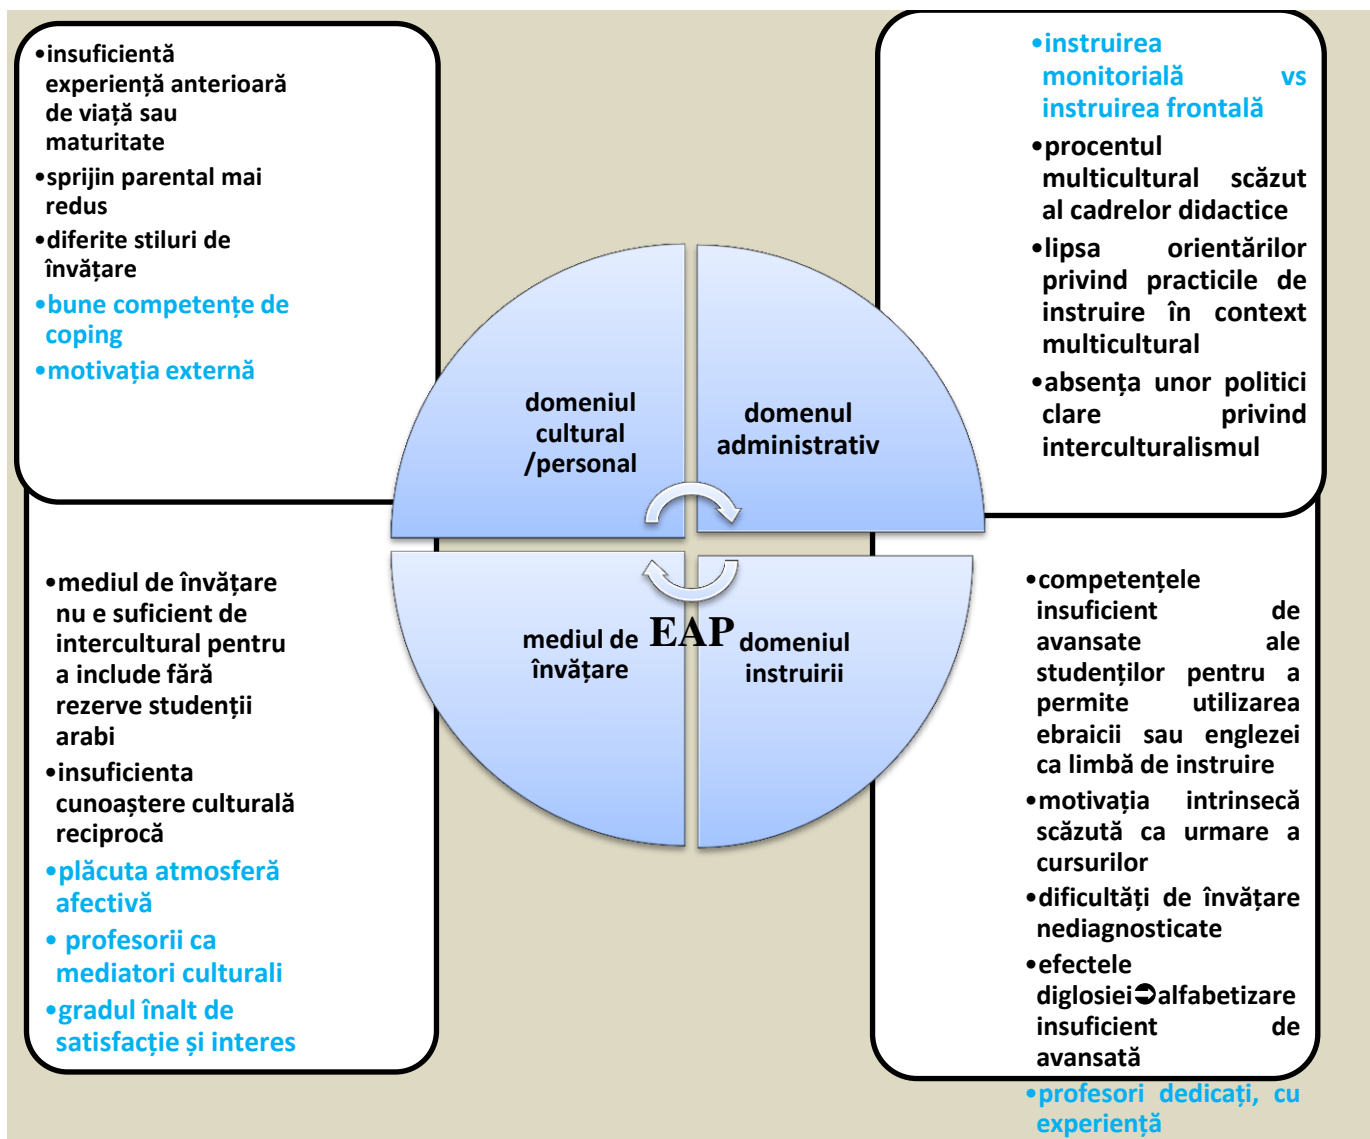 •insuficientă
experiență anterioară
de viață sau
maturitate
•sprijin parental mai
redus
•diferite stiluri de
învățare
•bune competențe de
coping
•motivația externă
•instruirea
monitorială vs
instruirea frontală
•procentul
multicultural scăzut
al cadrelor didactice
•lipsa orientărilor
privind practicile de
instruire în context
multicultural
•absența unor politici
clare privind
interculturalismul
domeniul
cultural
/personal
domenul
administrativ
mediul de
învățare
EAP
domeniul
instruirii
•mediul de învățare
nu e suficient de
intercultural pentru
a include fără
rezerve studenții
arabi
•insuficienta
cunoaștere culturală
reciprocă
•plăcuta atmosferă
afectivă
• profesorii ca
mediatori culturali
•gradul înalt de
satisfacție și interes
•competențele
insuficient de
avansate ale
studenților pentru a
permite utilizarea
ebraicii sau englezei
ca limbă de instruire
•motivația intrinsecă
scăzută ca urmare a
cursurilor
•dificultăți de învățare
nediagnosticate
•efectele
diglosiei➲alfabetizare
insuficient de
avansată
•profesori dedicați, cu
experiență